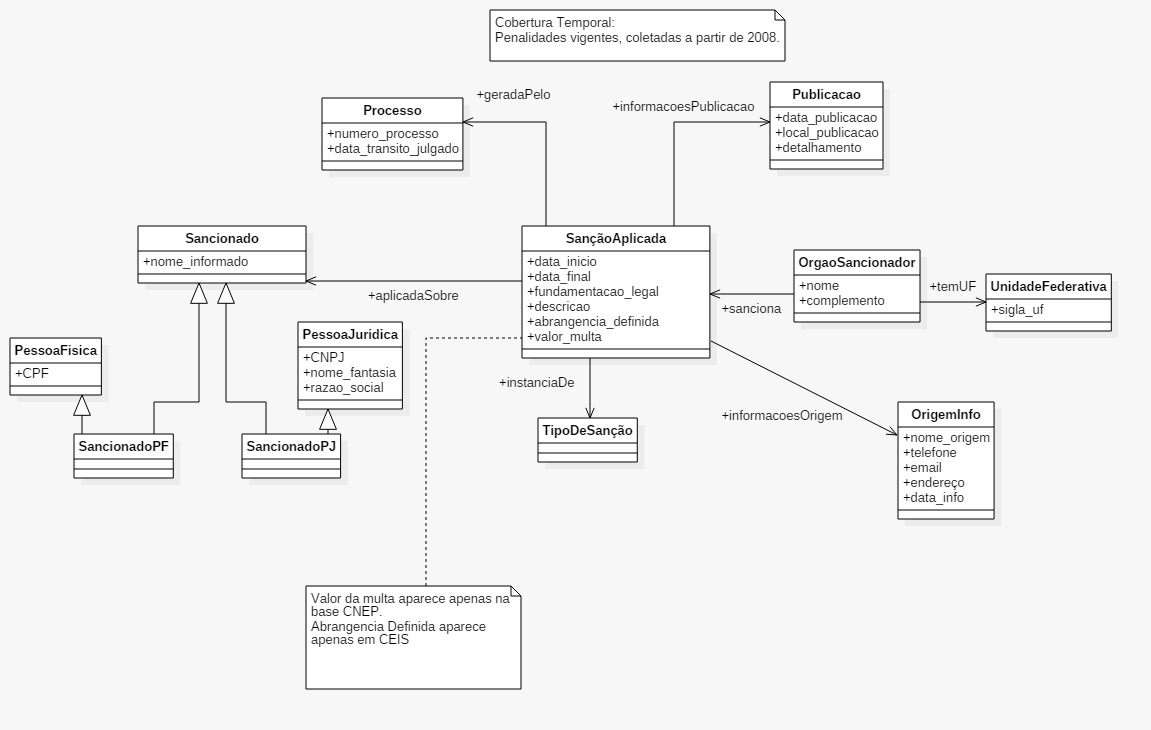 Cobertura Temporal:
Penalidades vigentes, coletadas a partir de 2008.
+geradaPelo
+informacoesPublicacao
Processo
+numero_processo
+data_transito_julgado
Publicacao
+data_publicacao
+local_publicacao
+detalhamento
Sancionado
+nome_informado
+aplicadaSobre
SançãoAplicada
+data_inicio
+data_final
+fundamentacao_legal
+descricao
+abrangencia_definida
+valor_multa
+sanciona
OrgaoSancionador
+nome
+complemento
+temUF
UnidadeFederativa
+sigla_uf
PessoaFisica
+CPF
PessoaJuridica
+CNPJ
+nome_fantasia
+razao_social
SancionadoPF
SancionadoPJ
+instanciaDe
TipoDeSanção
+informacoesOrigem
OrigemInfo
+nome_origem
+telefone
+email
+endereço
+data_info
Valor da multa aparece apenas na
base CNEP.
Abrangencia Definida aparece
apenas em CEIS